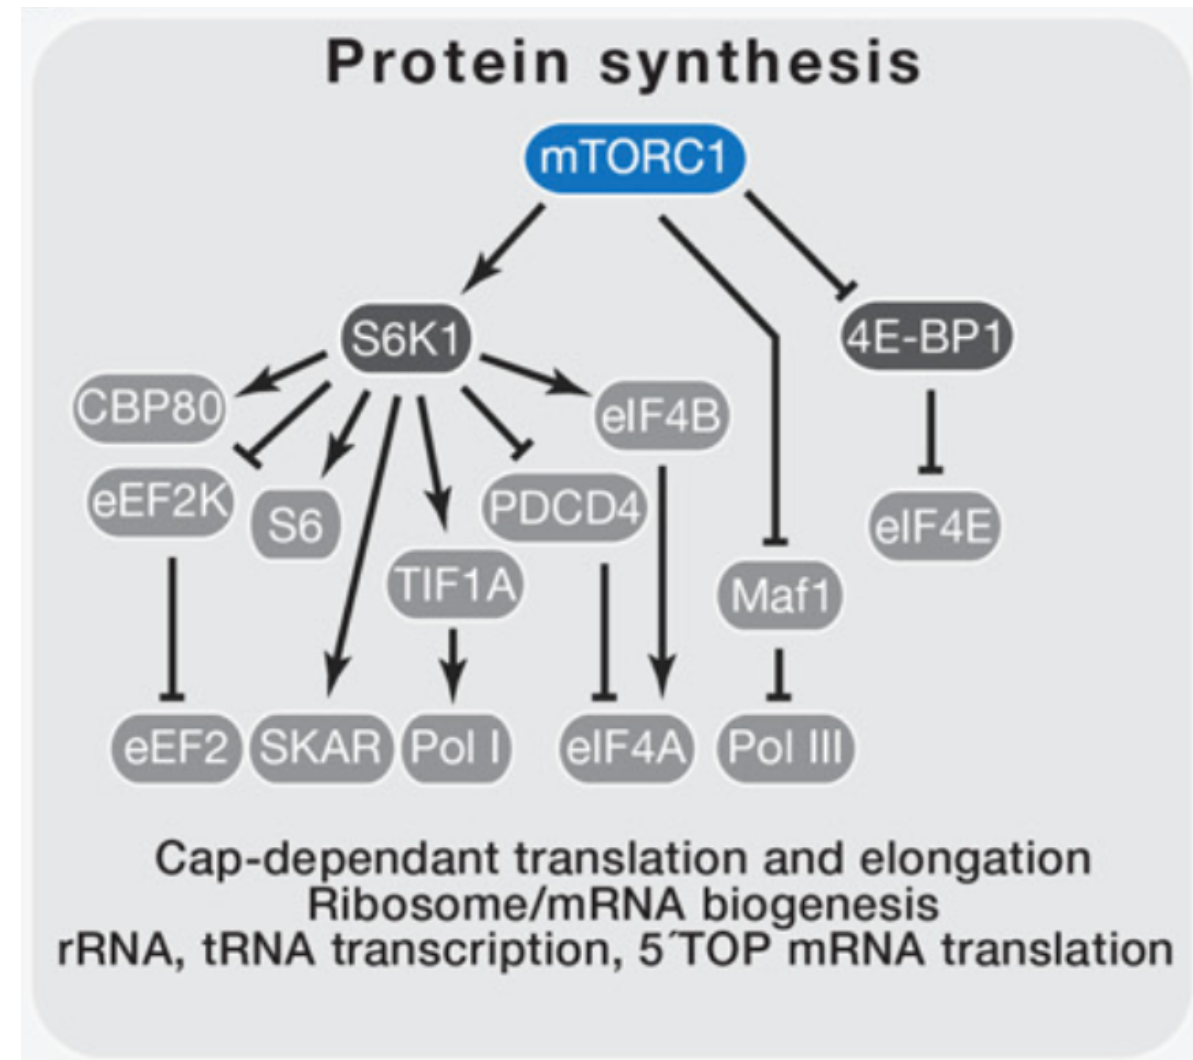 Protein synthesis
mTORC1
S6K1
4E-BP1
CBP80
eIF4B
eEF2K
S6
PDCD4
eIF4E
TIF1A
Maf1
eEF2
SKAR
Pol I
eIF4A
Pol III
Cap-dependant translation and elongation
Ribosome/mRNA biogenesis
rRNA, tRNA transcription, 5´TOP mRNA translation